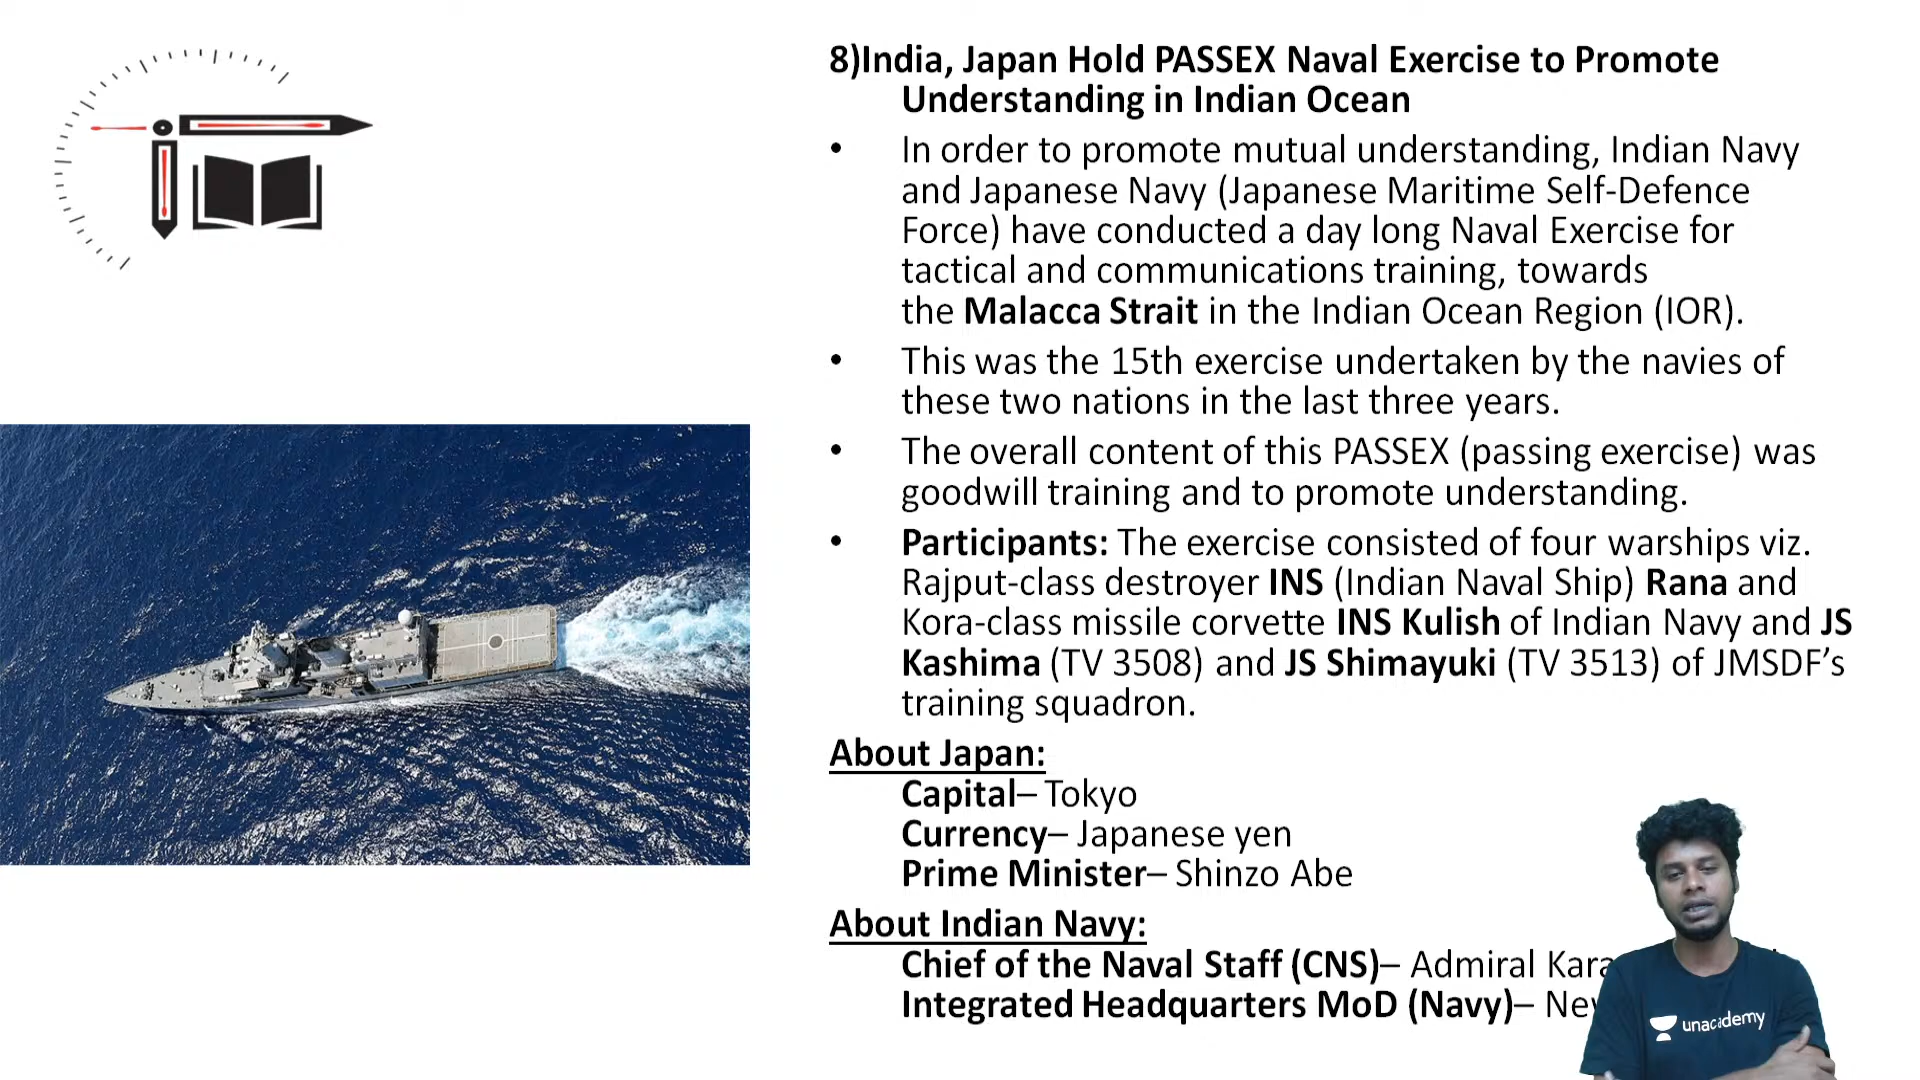 8)India, Japan Hold PASSEX Naval Exercise to Promote
Understanding in Indian Ocean
• In order to promote mutual understanding, Indian Navy
and Japanese Navy (Japanese Maritime Self-Defence
Force) have conducted a day long Naval Exercise for
tactical and communications training, towards
the Malacca Strait in the Indian Ocean Region (IOR).
• This was the 15th exercise undertaken by the navies of
these two nations in the last three years.
• The overall content of this PASSEX (passing exercise) was
goodwill training and to promote understanding.
• Participants: The exercise consisted of four warships viz.
Rajput-class destroyer INS (Indian Naval Ship) Rana and
Kora-class missile corvette INS Kulish of Indian Navy and JS
Kashima (TV 3508) and JS Shimayuki (TV 3513) of JMSDF’s
training squadron.
About Japan:
Capital– Tokyo
Currency– Japanese yen
Prime Minister– Shinzo Abe
About Indian Navy:
Chief of the Naval Staff (CNS)– Admiral
Integrated Headquarters MoD (Navy)–
unacademy